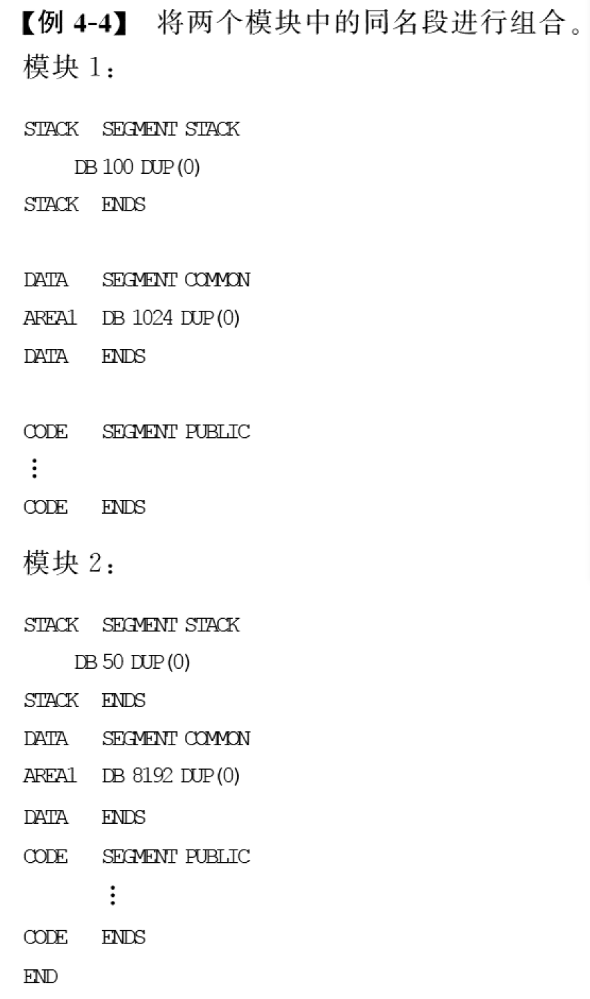 【例 4-4】 将两个模块中的同名段进行组合。
模块 1:
STACK SEGMENT STACK
DB 100 DUP(0)
STACK ENDS
DATA SEGMENT COMMON
AREA1 DB 1024 DUP(0)
DATA ENDS
CODE SEGMENT PUBLIC
⋮
CODE ENDS
模块 2:
STACK SEGMENT STACK
DB 50 DUP(0)
STACK ENDS
DATA SEGMENT COMMON
AREA1 DB 8192 DUP(0)
DATA ENDS
CODE SEGMENT PUBLIC
⋮
CODE ENDS
END